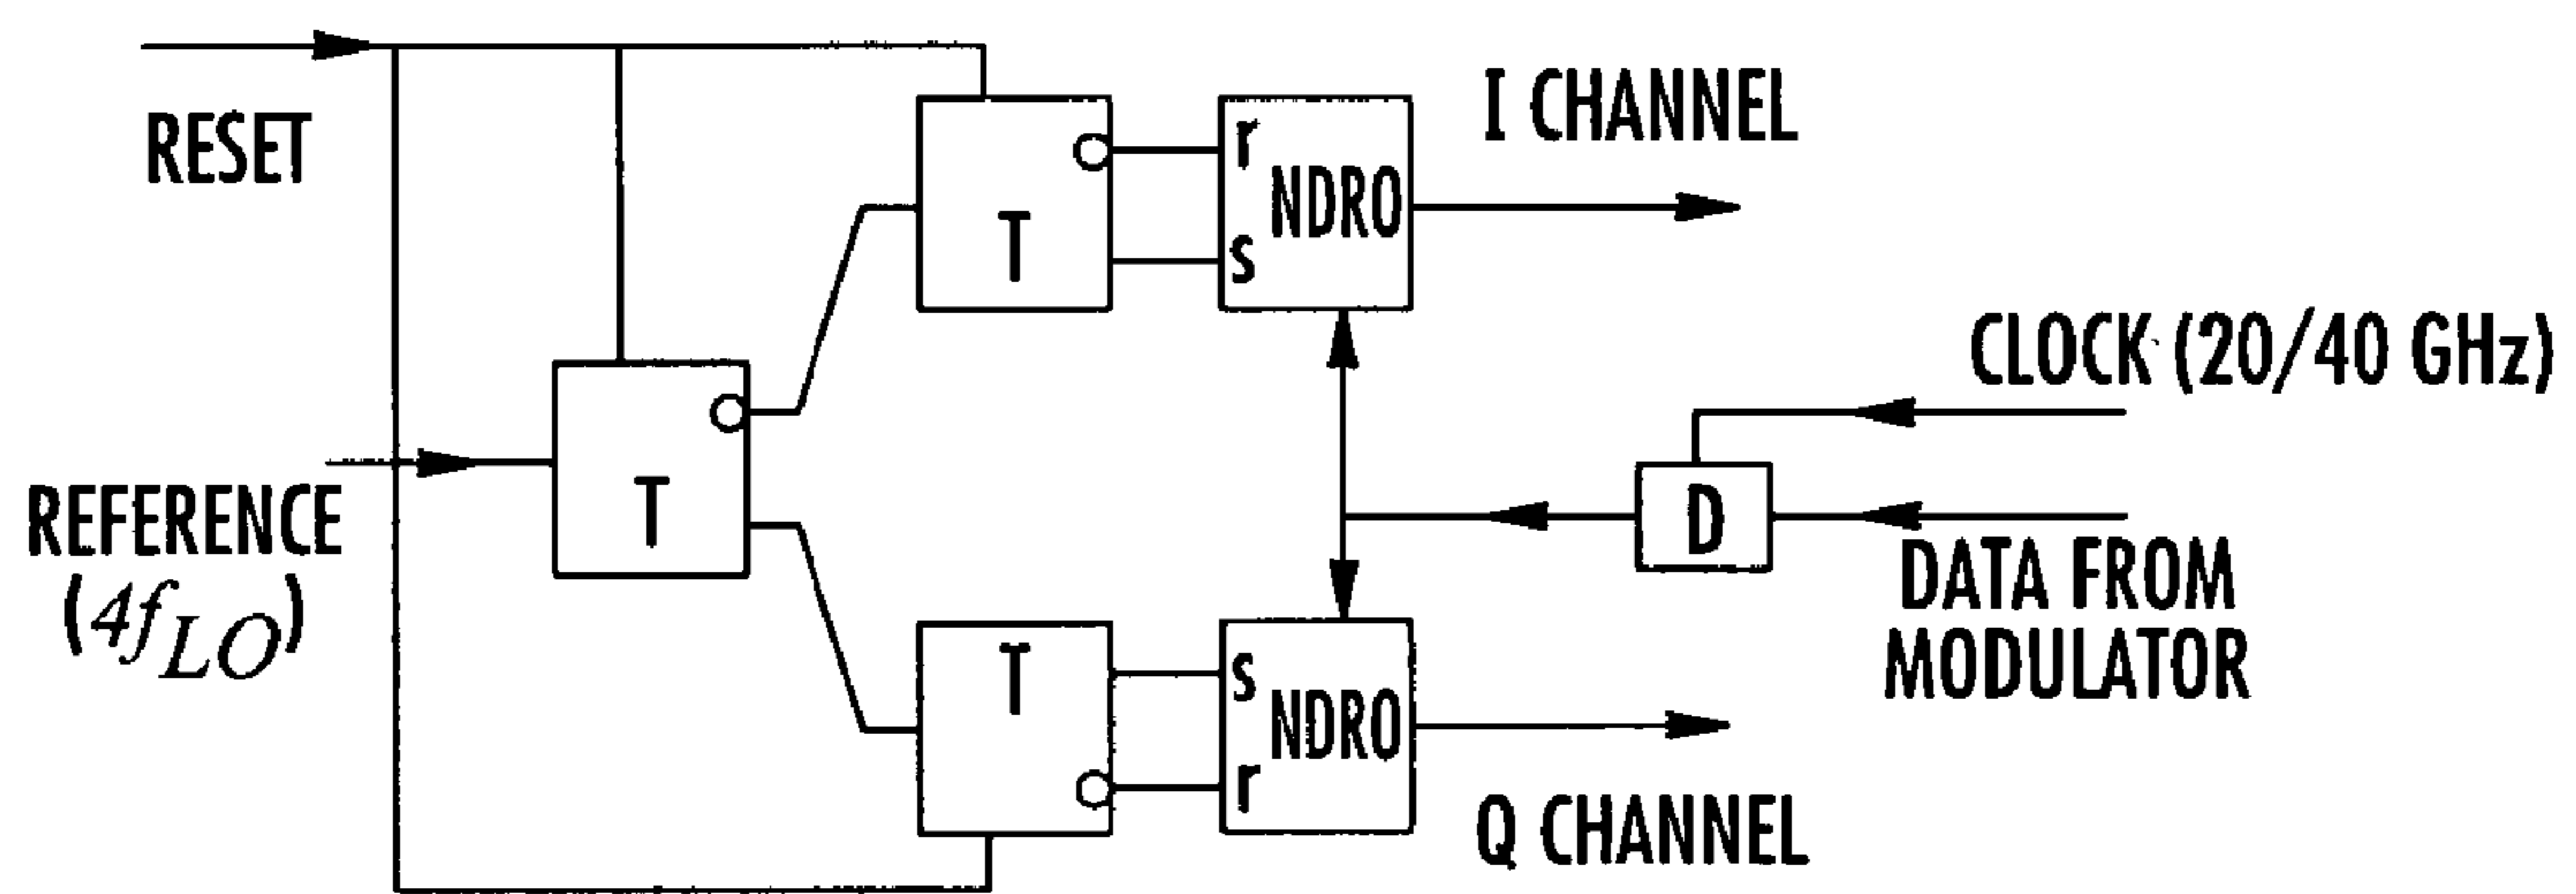 RESET
I CHANNEL
r
NDRO
s
T
CLOCK (20/40 GHz)
REFERENCE
(4f_LO)
T
D
DATA FROM
MODULATOR
T
s
NDRO
r
Q CHANNEL